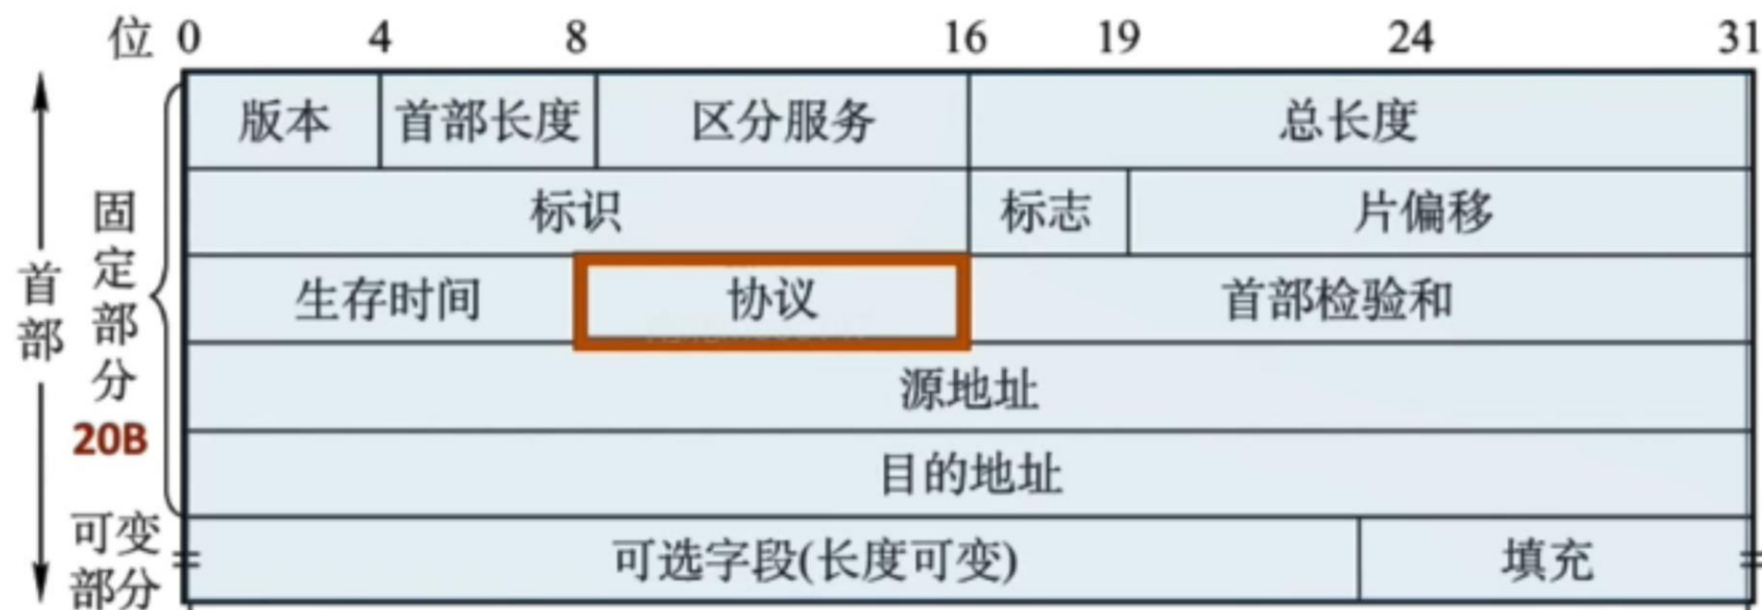 位 0 4 8 16 19 24 31
版本 首部长度 区分服务 总长度
标识 标志 片偏移
生存时间 协议 首部检验和
源地址
目的地址
可选字段(长度可变) 填充
首部
固定部分
20B
可变
部分